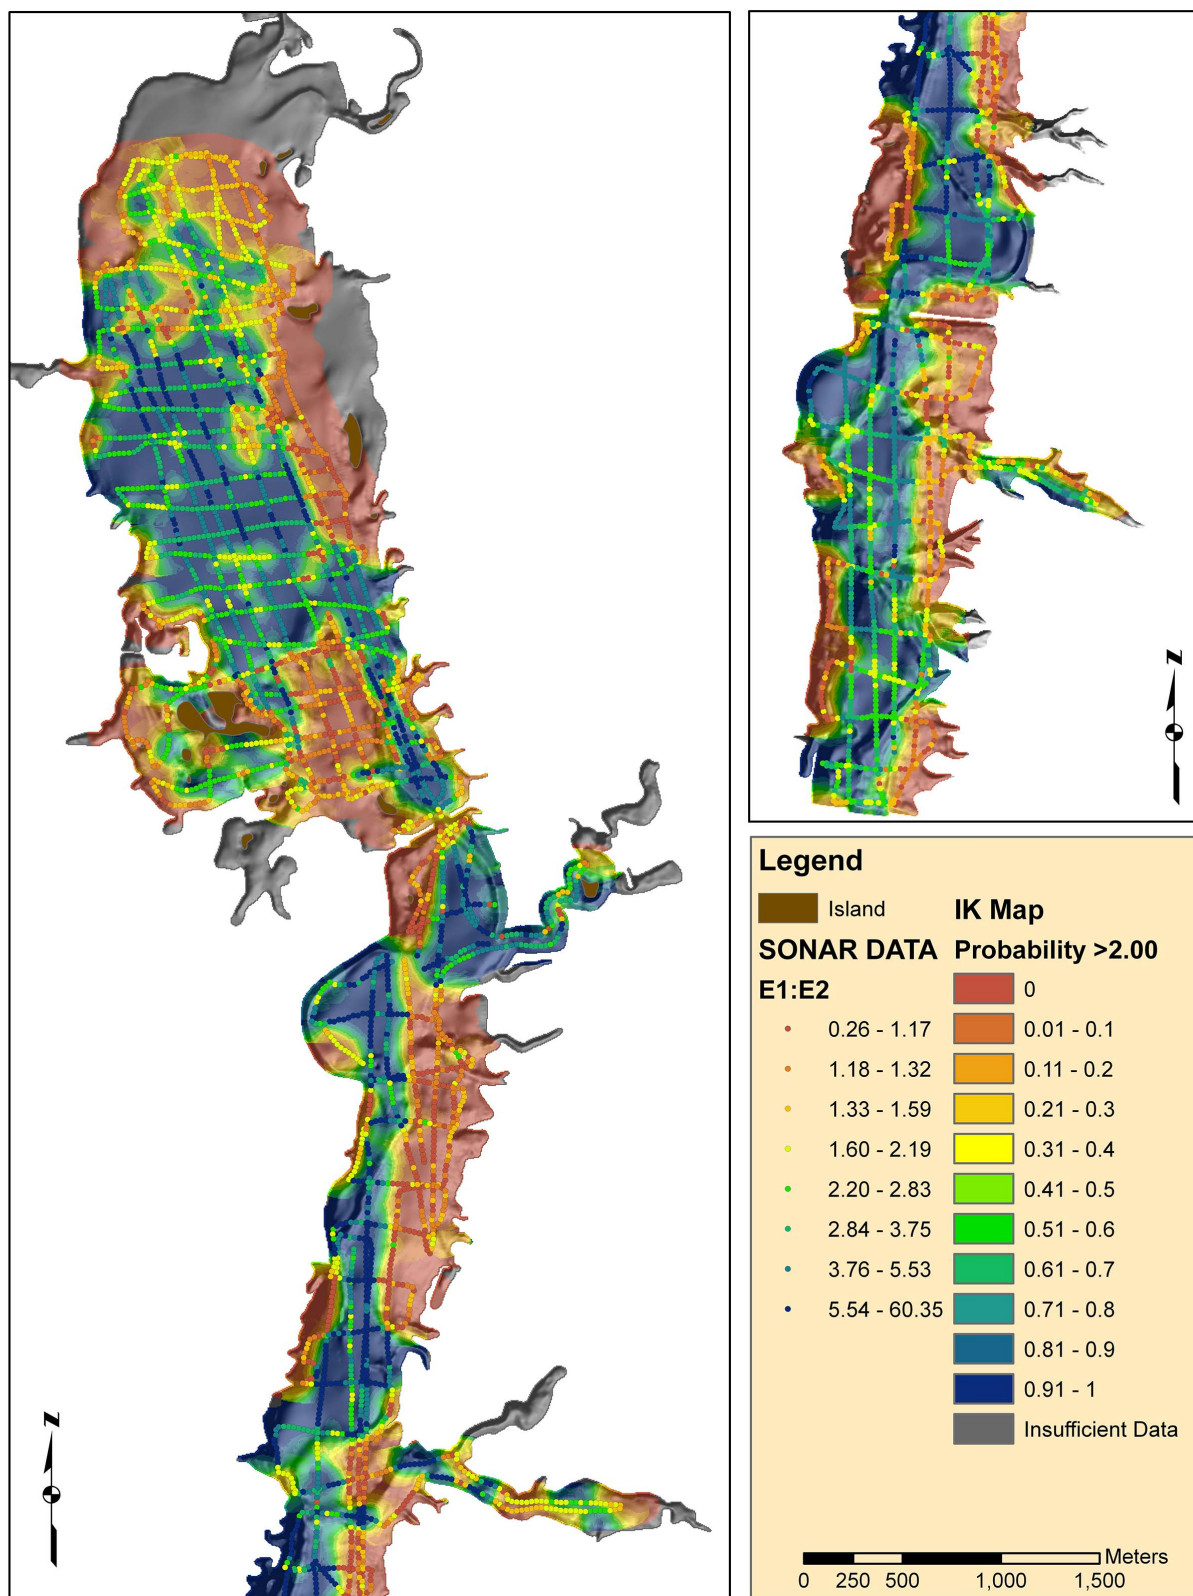 N
N
Legend
Island
IK Map
SONAR DATA
Probability >2.00
E1:E2
0
0.26 - 1.17
0.01 - 0.1
1.18 - 1.32
0.11 - 0.2
1.33 - 1.59
0.21 - 0.3
1.60 - 2.19
0.31 - 0.4
2.20 - 2.83
0.41 - 0.5
2.84 - 3.75
0.51 - 0.6
3.76 - 5.53
0.61 - 0.7
5.54 - 60.35
0.71 - 0.8
0.81 - 0.9
0.91 - 1
Insufficient Data
Meters
0 250 500 1,000 1,500